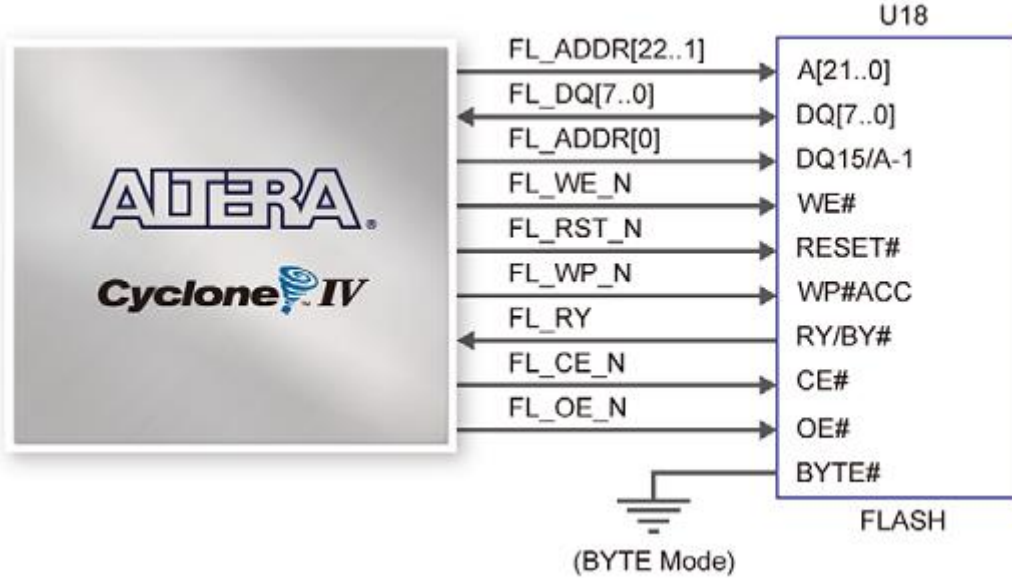 U18
FL_ADDR[22..1]
A[21..0]
FL_DQ[7..0]
DQ[7..0]
FL_ADDR[0]
DQ15/A-1
FL_WE_N
WE#
FL_RST_N
RESET#
FL_WP_N
WP#ACC
FL_RY
RY/BY#
FL_CE_N
CE#
FL_OE_N
OE#
BYTE#
ALTERA.
Cyclone IV
FLASH
(BYTE Mode)